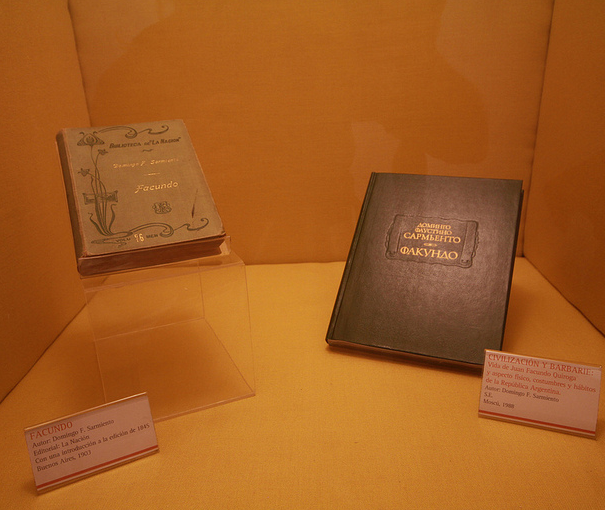 BIBLIOTECA DE "LA NACION"
Domingo F. Sarmiento
Facundo
ДОМИНГО
ФАУСТИНО
САРМЬЕНТО
ФАКУНДО
FACUNDO
Autor: Domingo F. Sarmiento
Editorial: La Nación
Con una introducción a la edición de 1845
Buenos Aires, 1903
CIVILIZACIÓN Y BARBARIE:
Vida de Juan Facundo Quiroga
y aspecto físico, costumbres y hábitos
de la República Argentina
Autor: Domingo F. Sarmiento
S.E.
Moscú, 1988